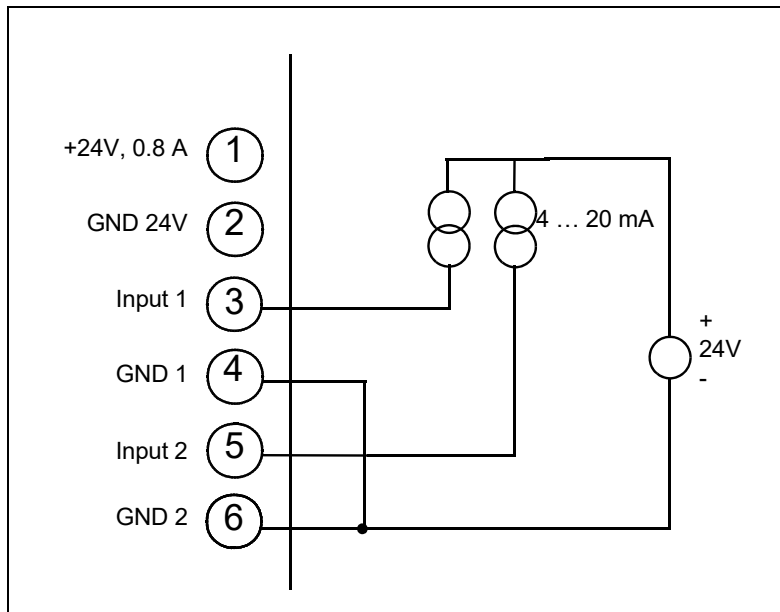 +24V, 0.8 A 1
GND 24V 2
Input 1 3
GND 1 4
Input 2 5
GND 2 6
4 … 20 mA
+
24V
-